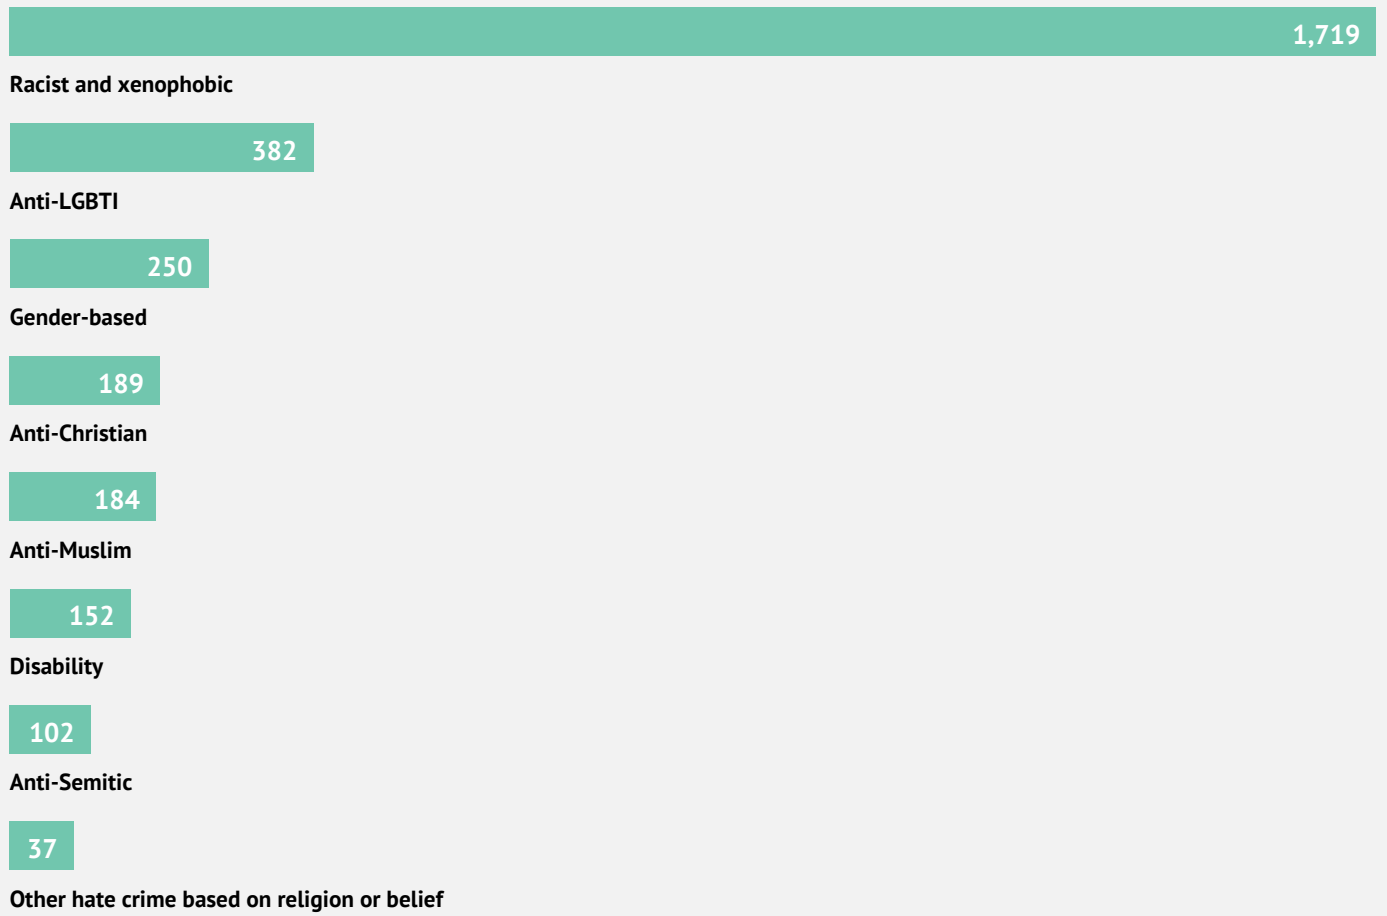 1,719
Racist and xenophobic
382
Anti-LGBTI
250
Gender-based
189
Anti-Christian
184
Anti-Muslim
152
Disability
102
Anti-Semitic
37
Other hate crime based on religion or belief